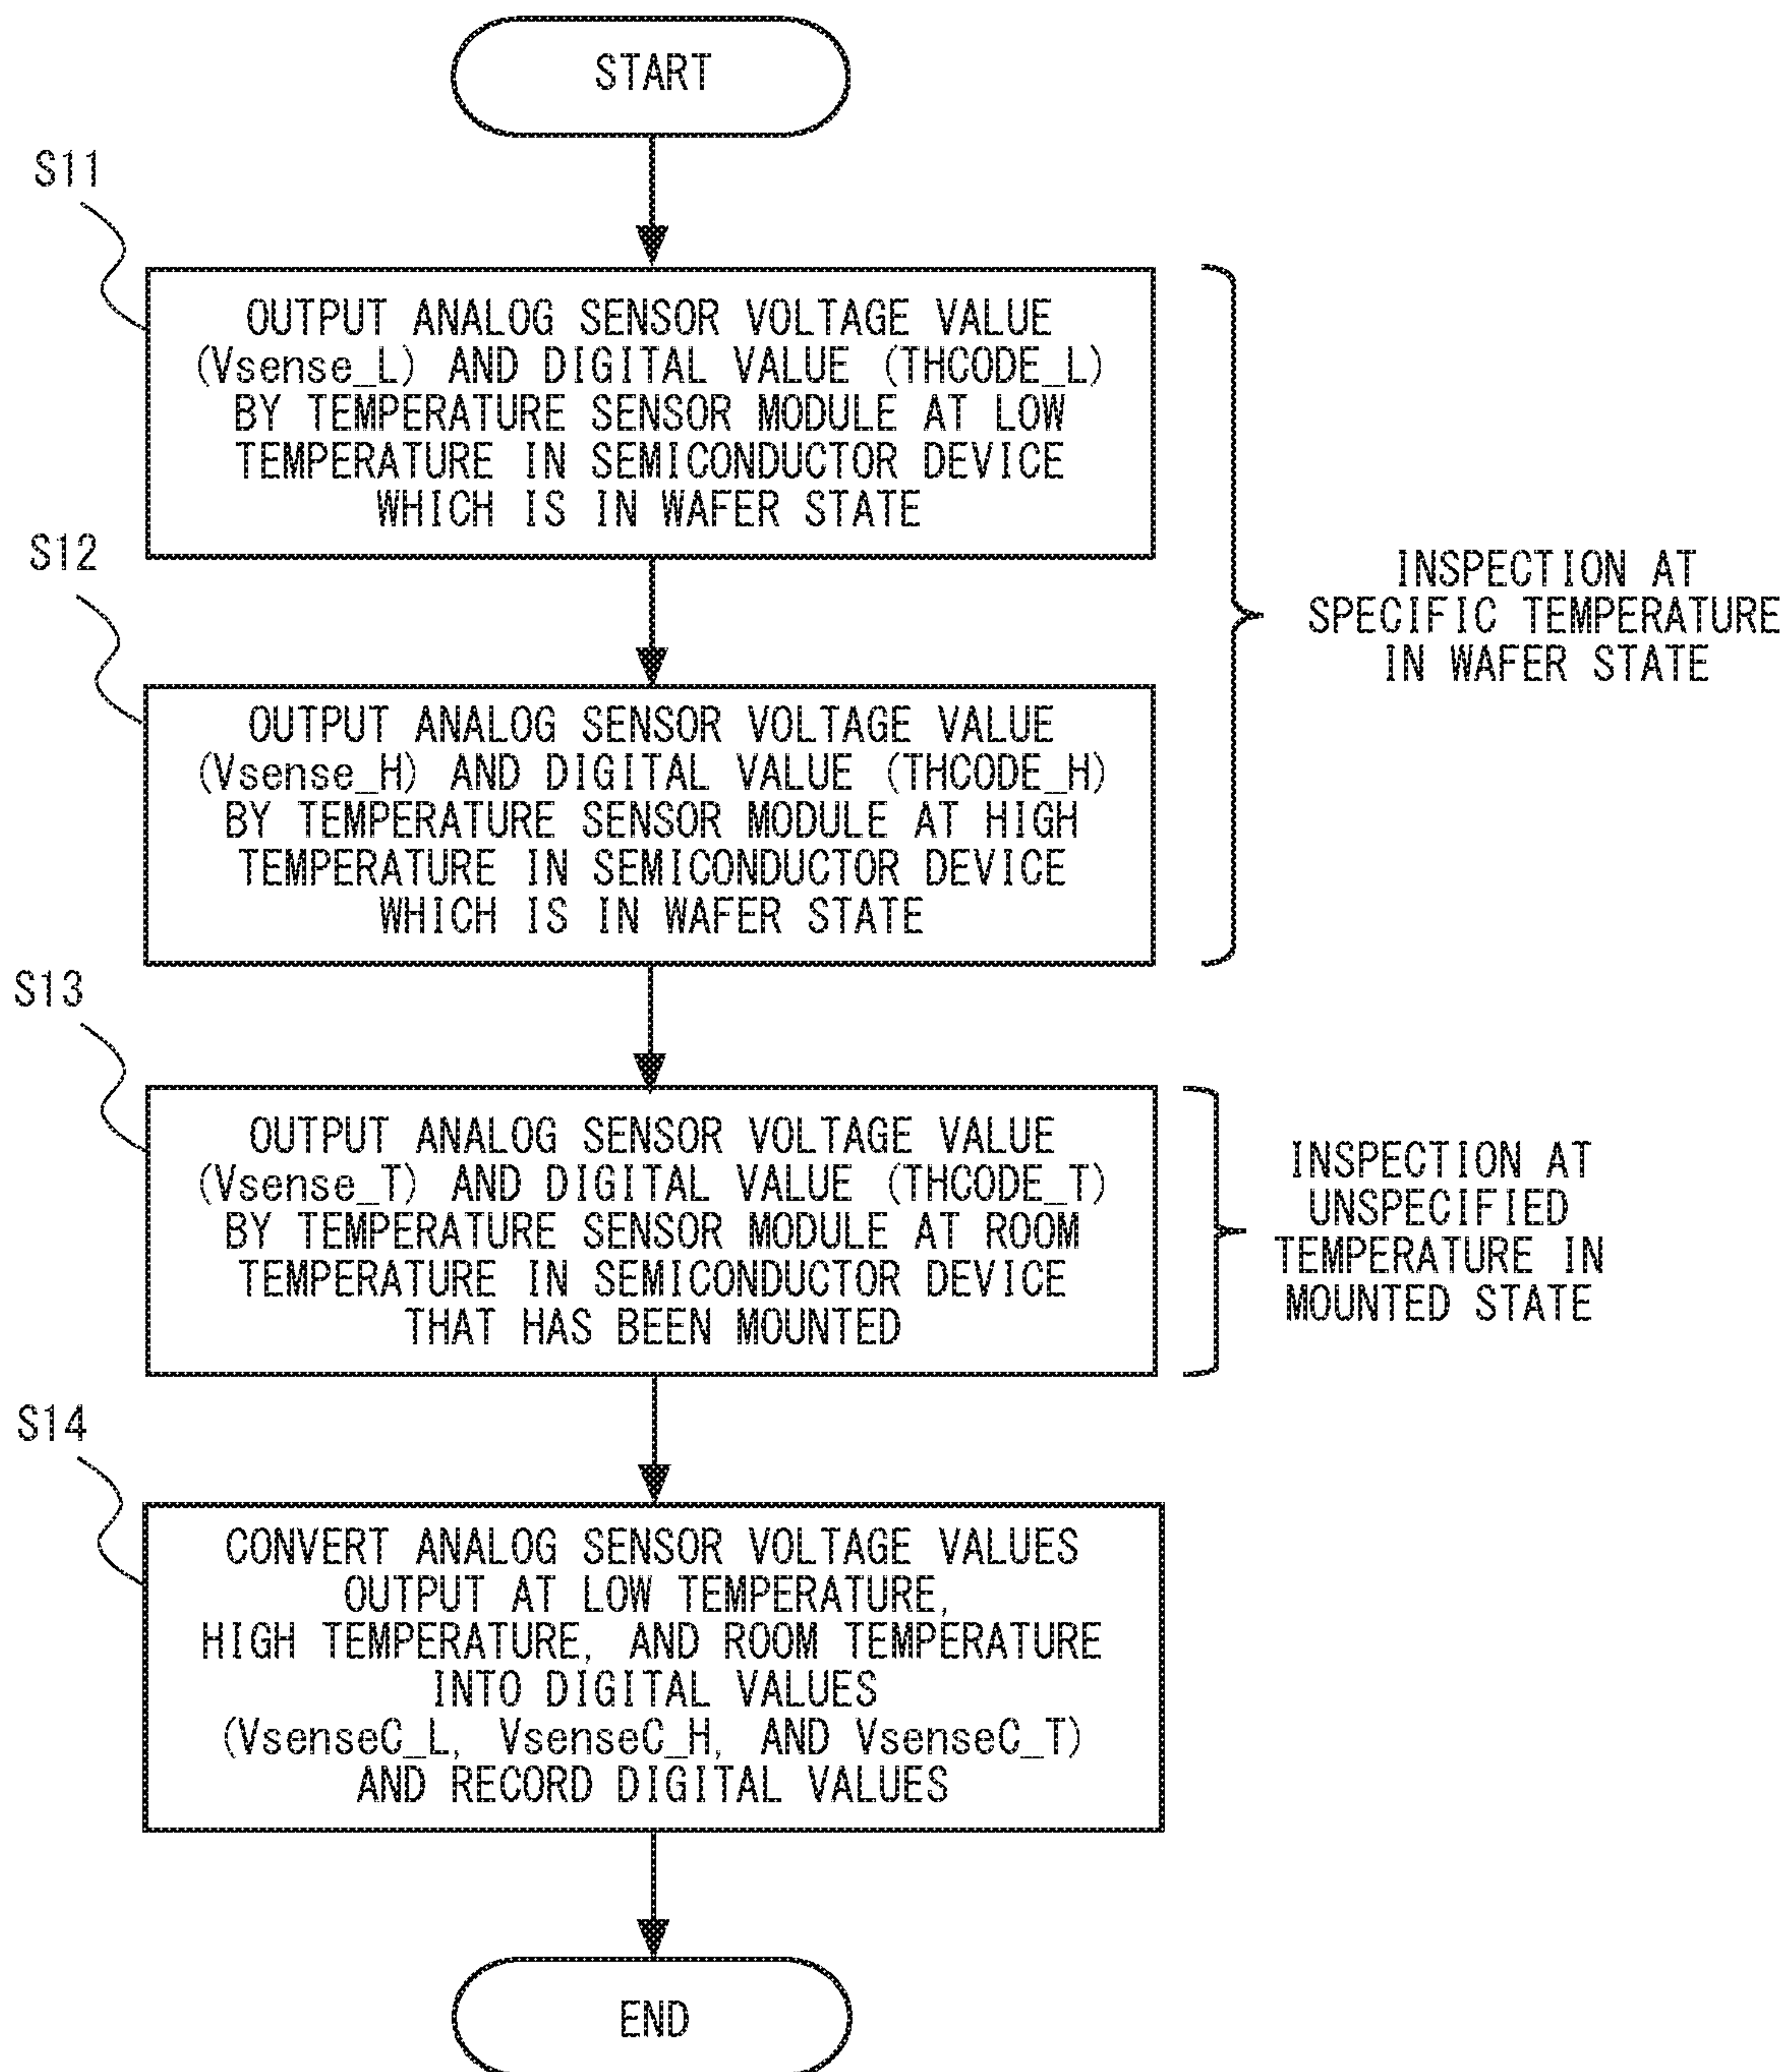 START
S11
OUTPUT ANALOG SENSOR VOLTAGE VALUE
(Vsense_L) AND DIGITAL VALUE (THCODE_L)
BY TEMPERATURE SENSOR MODULE AT LOW
TEMPERATURE IN SEMICONDUCTOR DEVICE
WHICH IS IN WAFER STATE
S12
INSPECTION AT
SPECIFIC TEMPERATURE
IN WAFER STATE
OUTPUT ANALOG SENSOR VOLTAGE VALUE
(Vsense_H) AND DIGITAL VALUE (THCODE_H)
BY TEMPERATURE SENSOR MODULE AT HIGH
TEMPERATURE IN SEMICONDUCTOR DEVICE
WHICH IS IN WAFER STATE
S13
OUTPUT ANALOG SENSOR VOLTAGE VALUE
(Vsense_T) AND DIGITAL VALUE (THCODE_T)
BY TEMPERATURE SENSOR MODULE AT ROOM
TEMPERATURE IN SEMICONDUCTOR DEVICE
THAT HAS BEEN MOUNTED
INSPECTION AT
UNSPECIFIED
TEMPERATURE IN
MOUNTED STATE
S14
CONVERT ANALOG SENSOR VOLTAGE VALUES
OUTPUT AT LOW TEMPERATURE,
HIGH TEMPERATURE, AND ROOM TEMPERATURE
INTO DIGITAL VALUES
(VsenseC_L, VsenseC_H, AND VsenseC_T)
AND RECORD DIGITAL VALUES
END